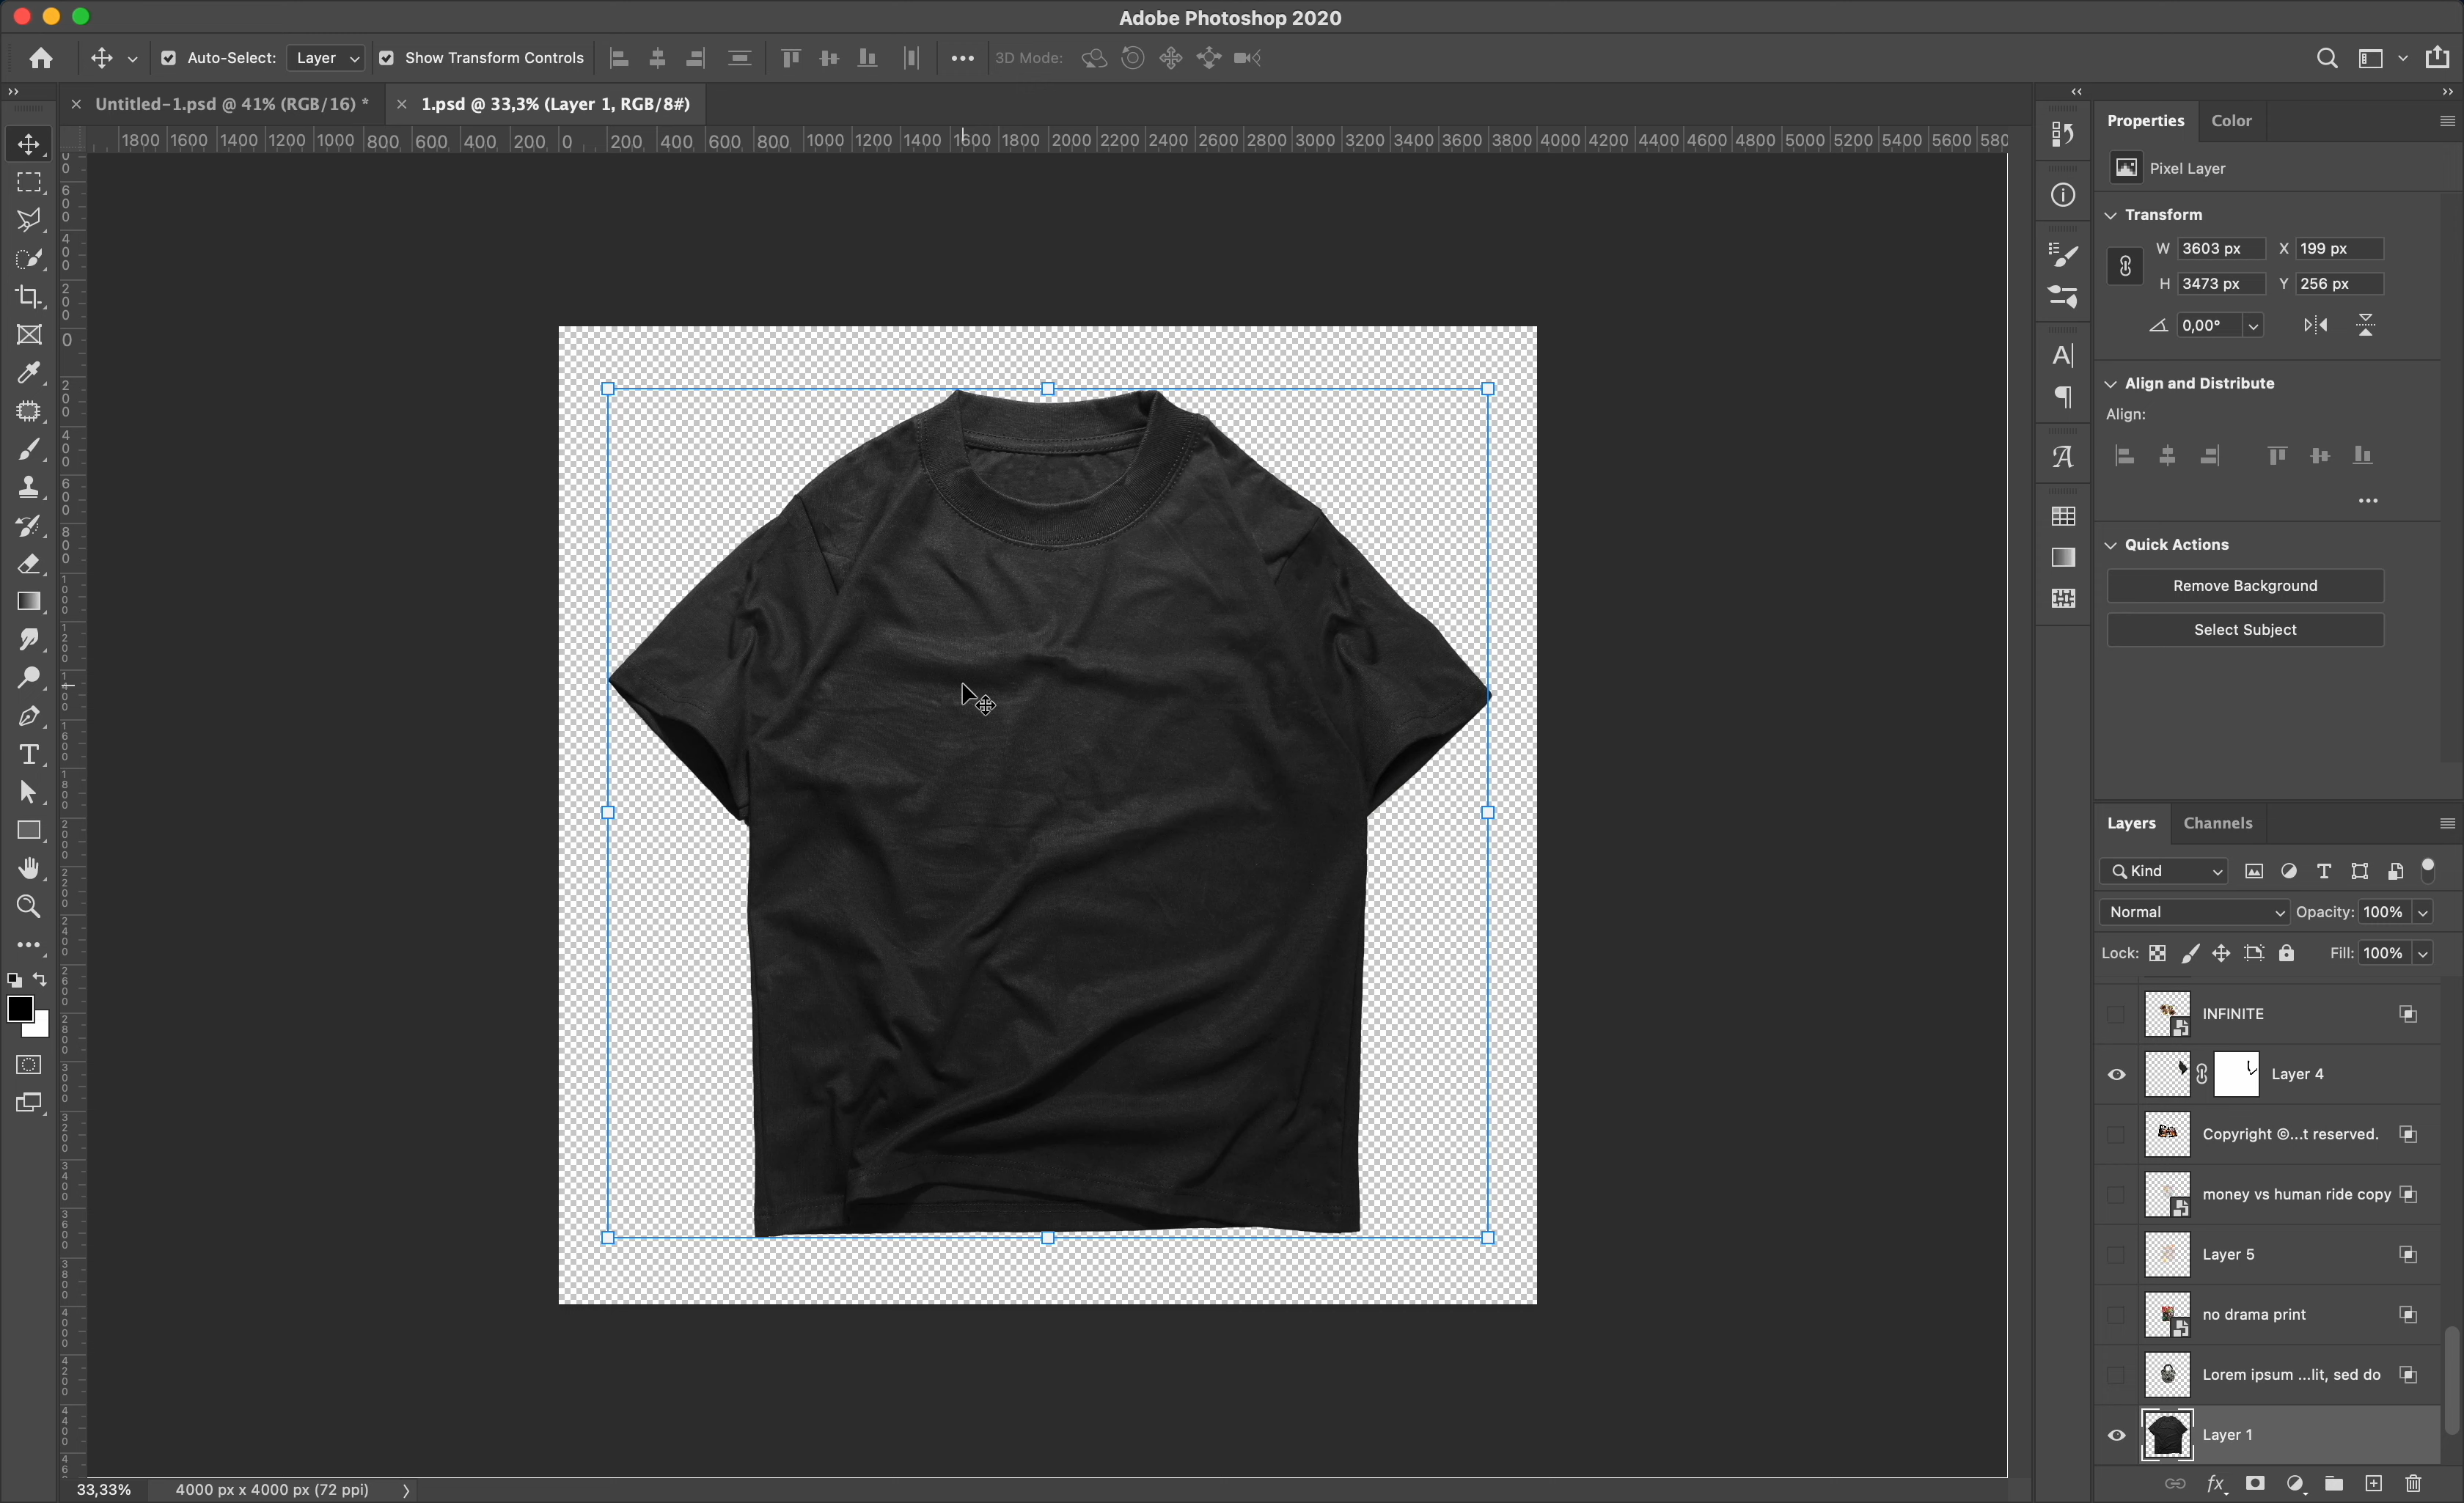 Adobe Photoshop 2020
Auto-Select: Layer Show Transform Controls 3D Mode:
Untitled-1.psd @ 41% (RGB/16) *
1.psd @ 33,3% (Layer 1, RGB/8#)
1800 1600 1400 1200 1000 800 600 400 200 0 200 400 600 800 1000 1200 1400 1600 1800 2000 2200 2400 2600 2800 3000 3200 3400 3600 3800 4000 4200 4400 4600 4800 5000 5200 5400 5600
Properties Color
Pixel Layer
Transform
W 3603 px X 199 px
H 3473 px Y 256 px
0,00°
Align and Distribute
Align:
Quick Actions
Remove Background
Select Subject
Layers Channels
Kind
Normal Opacity: 100%
Lock: Fill: 100%
INFINITE
Layer 4
Copyright ©...t reserved.
money vs human ride copy
Layer 5
no drama print
Lorem ipsum ...lit, sed do
Layer 1
33,33% 4000 px x 4000 px (72 ppi)